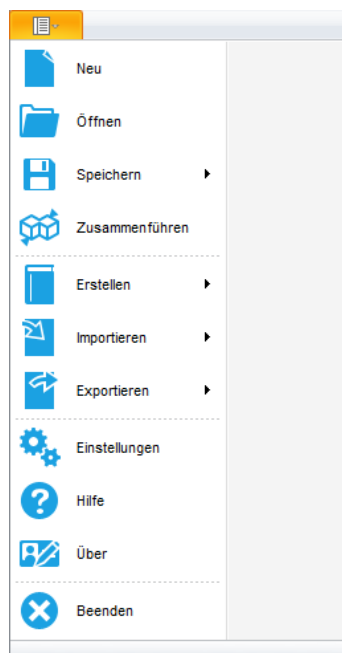 Neu
Öffnen
Speichern
Zusammenführen
Erstellen
Importieren
Exportieren
Einstellungen
Hilfe
Über
Beenden